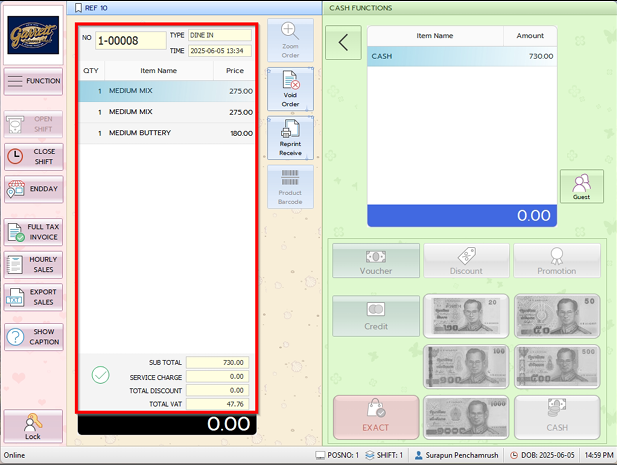 REF 10
CASH FUNCTIONS
Garrett
NO 1-00008
TYPE DINE IN
TIME 2025-06-05 13:34
QTY Item Name Price
1 MEDIUM MIX 275.00
1 MEDIUM MIX 275.00
1 MEDIUM BUTTERY 180.00
SUB TOTAL 730.00
SERVICE CHARGE 0.00
TOTAL DISCOUNT 0.00
TOTAL VAT 47.76
0.00
FUNCTION
OPEN
SHIFT
CLOSE
SHIFT
ENDDAY
FULL TAX
INVOICE
HOURLY
SALES
TXT
EXPORT
SALES
?
SHOW
CAPTION
Lock
Zoom
Order
Void
Order
Reprint
Receive
Product
Barcode
Item Name Amount
CASH 730.00
0.00
Guest
Voucher
Discount
Promotion
Credit
20
50
100
500
1000
EXACT
CASH
Online
POSNO: 1
SHIFT: 1
Surapun Penchamrush
DOB: 2025-06-05
14:59 PM